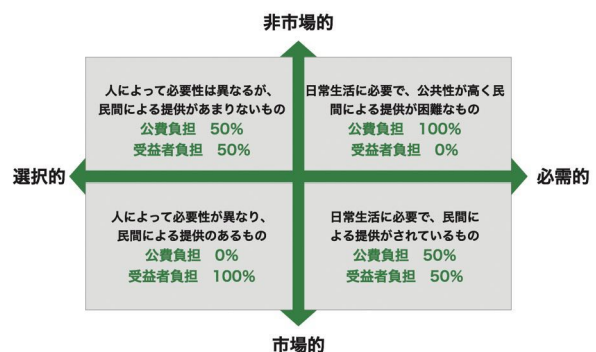 非市場的
人によって必要性は異なるが、
民間による提供があまりないもの
公費負担　50%
受益者負担　50%
日常生活に必要で、公共性が高く民
間による提供が困難なもの
公費負担　100%
受益者負担　0%
選択的
必需的
人によって必要性が異なり、
民間による提供のあるもの
公費負担　0%
受益者負担　100%
日常生活に必要で、民間に
よる提供がされているもの
公費負担　50%
受益者負担　50%
市場的